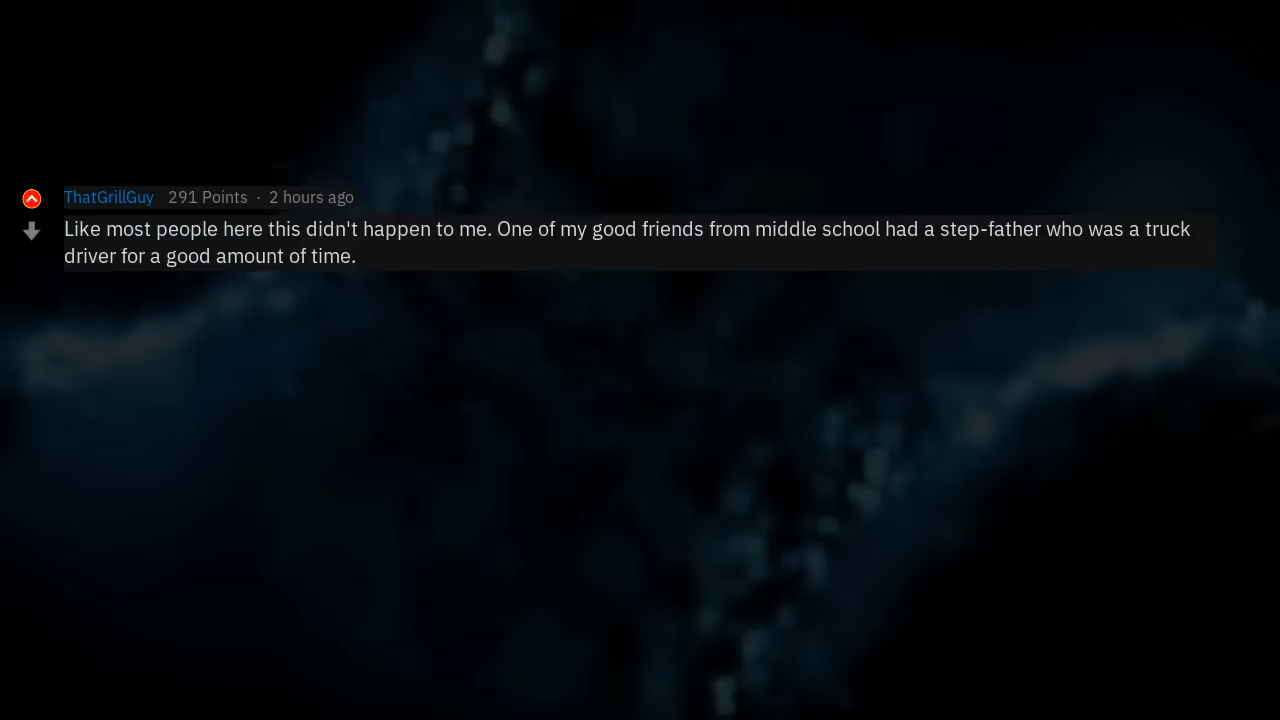 ThatGrillGuy 291 Points · 2 hours ago
Like most people here this didn't happen to me. One of my good friends from middle school had a step-father who was a truck
driver for a good amount of time.